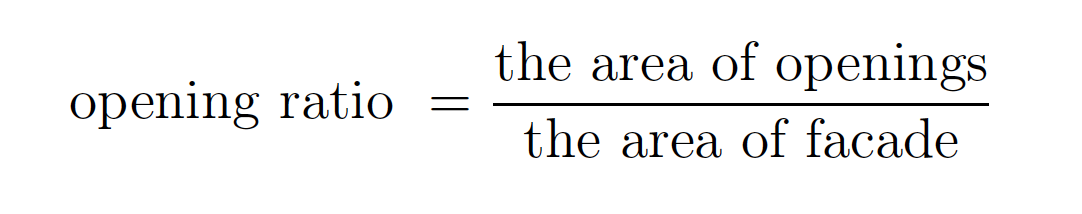 the area of openings
opening ratio =
the area of facade